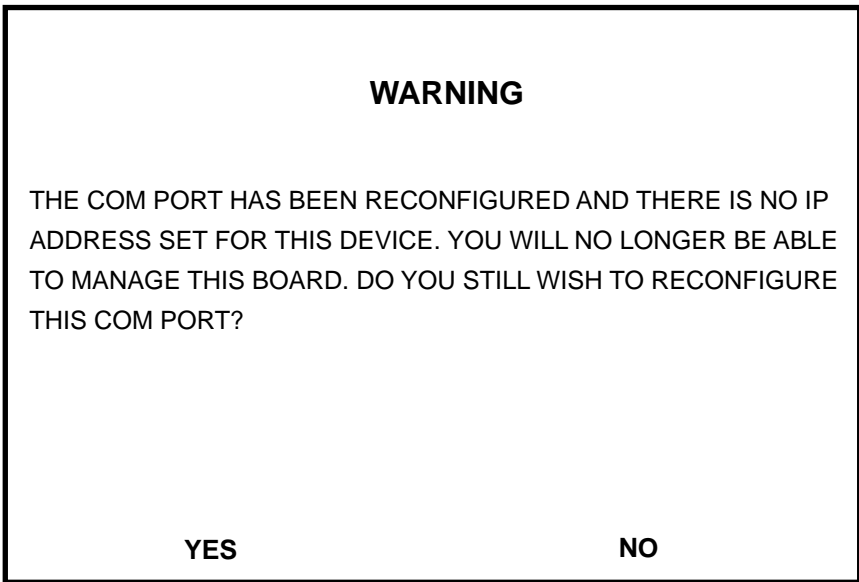 WARNING
THE COM PORT HAS BEEN RECONFIGURED AND THERE IS NO IP
ADDRESS SET FOR THIS DEVICE. YOU WILL NO LONGER BE ABLE
TO MANAGE THIS BOARD. DO YOU STILL WISH TO RECONFIGURE
THIS COM PORT?
YES NO